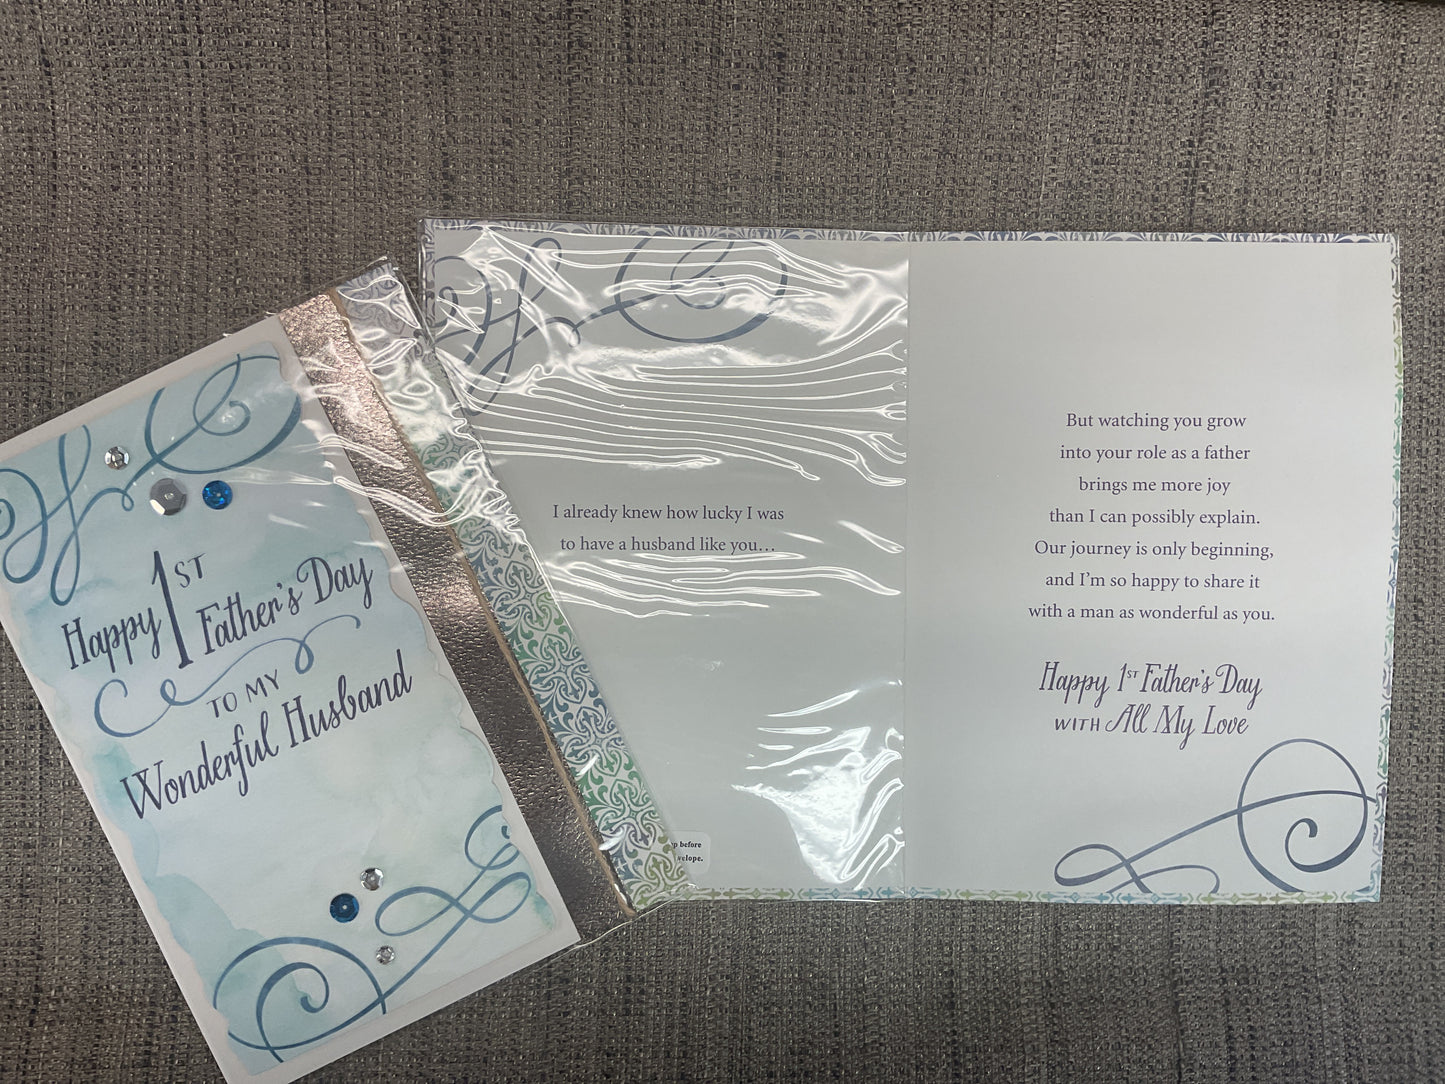 Happy 1ST Father's Day
TO MY
Wonderful Husband
I already knew how lucky I was
to have a husband like you…
before
velope.
But watching you grow
into your role as a father
brings me more joy
than I can possibly explain.
Our journey is only beginning,
and I'm so happy to share it
with a man as wonderful as you.
Happy 1ST Father's Day
WITH All My Love